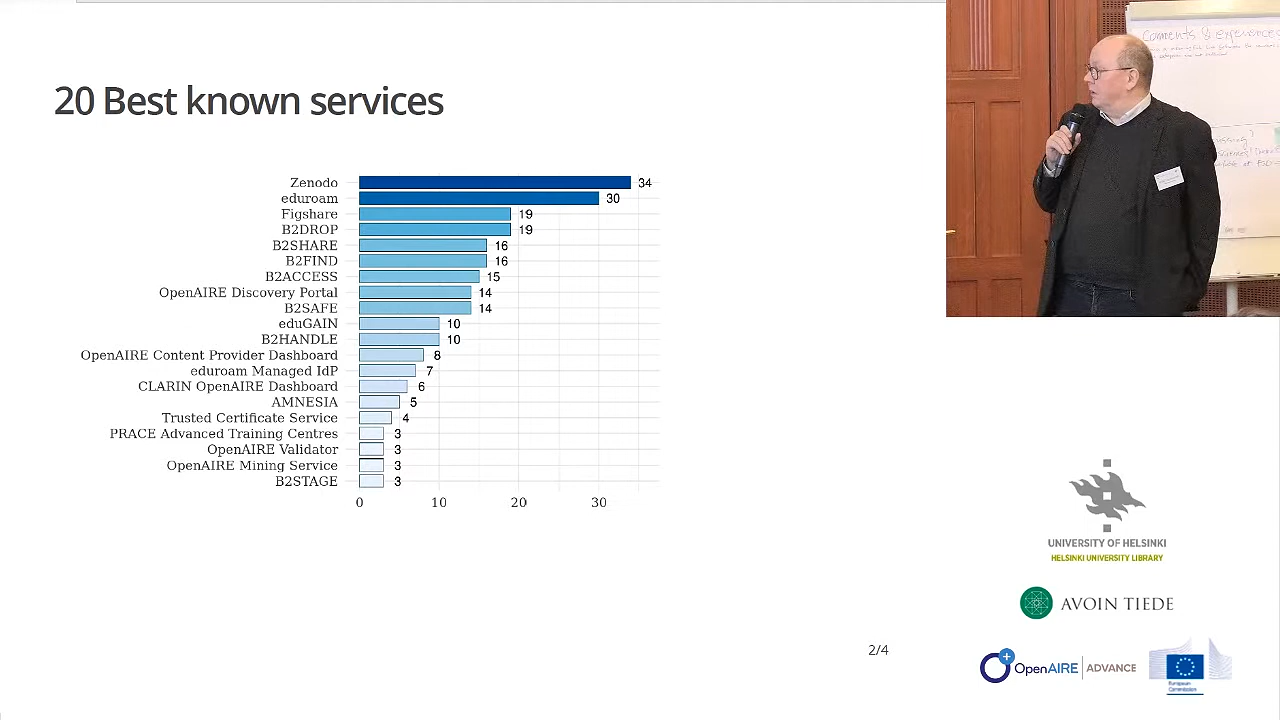 20 Best known services
Zenodo 34
eduroam 30
Figshare 19
B2DROP 19
B2SHARE 16
B2FIND 16
B2ACCESS 15
OpenAIRE Discovery Portal 14
B2SAFE 14
eduGAIN 10
B2HANDLE 10
OpenAIRE Content Provider Dashboard 8
eduroam Managed IdP 7
CLARIN OpenAIRE Dashboard 6
AMNESIA 5
Trusted Certificate Service 4
PRACE Advanced Training Centres 3
OpenAIRE Validator 3
OpenAIRE Mining Service 3
B2STAGE 3
0 10 20 30
Comments & experiences
UNIVERSITY OF HELSINKI
HELSINKI UNIVERSITY LIBRARY
AVOIN TIEDE
2/4
OpenAIRE ADVANCE
European
Commission